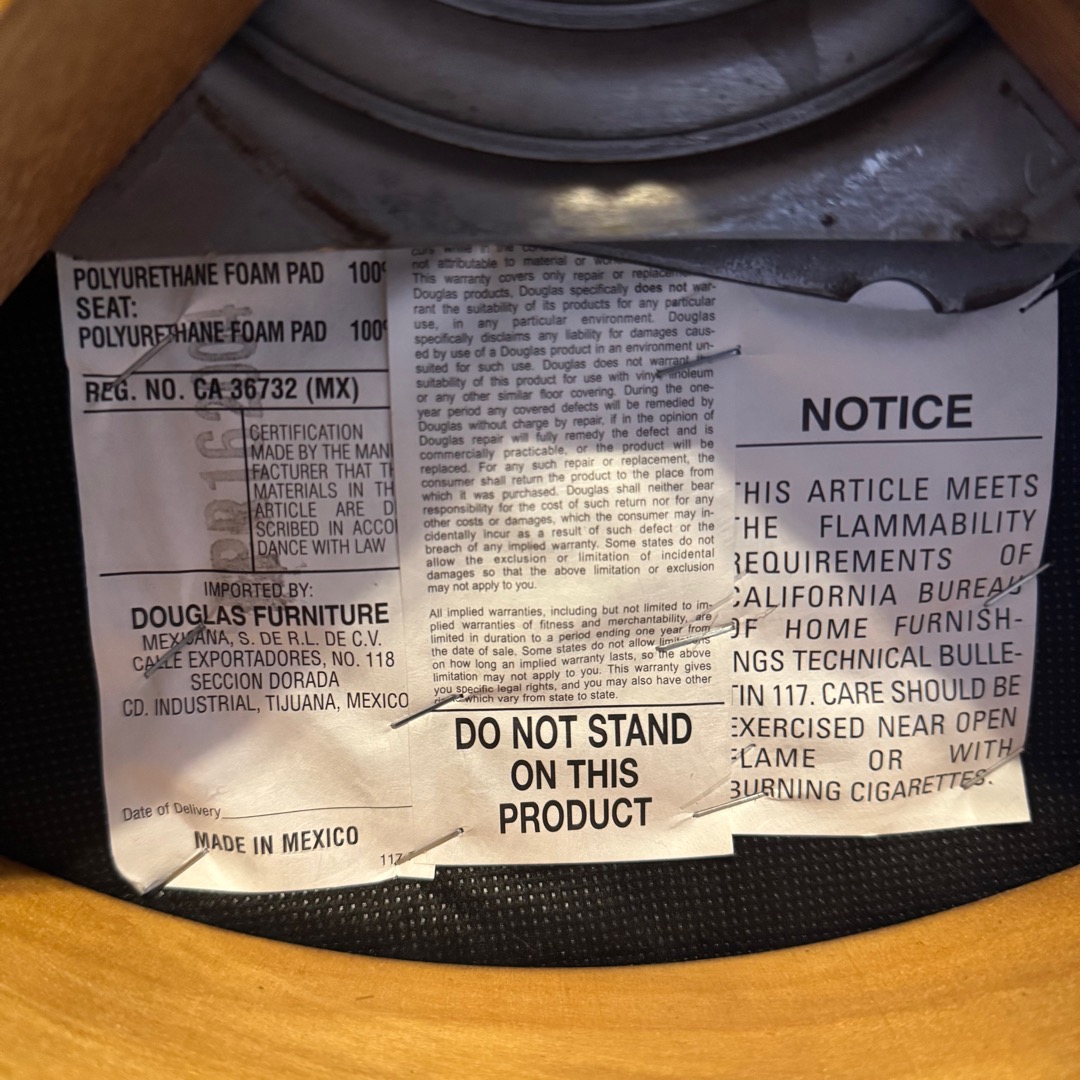 POLYURETHANE FOAM PAD 100%
SEAT:
POLYURETHANE FOAM PAD 100%
REG. NO. CA 36732 (MX)
CERTIFICATION
MADE BY THE MAN
FACTURER THAT TH
MATERIALS IN TH
ARTICLE ARE D
SCRIBED IN ACCO
DANCE WITH LAW
IMPORTED BY:
DOUGLAS FURNITURE
MEXICANA, S. DE R.L. DE C.V.
CALLE EXPORTADORES, NO. 118
SECCION DORADA
CD. INDUSTRIAL, TIJUANA, MEXICO
Date of Delivery
MADE IN MEXICO
117
not attributable to material or
This warranty covers only repair or replacem
Douglas products, Douglas specifically does not war-
rant the suitability of its products for any particular
use, in any particular environment. Douglas
specifically disclaims any liability for damages caus-
ed by use of a Douglas product in an environment un-
suited for such use. Douglas does not warrant the
suitability of this product for use with vinyl linoleum
or any other similar floor covering. During the one-
year period any covered defects will be remedied by
Douglas without charge by repair, if in the opinion of
Douglas repair will fully remedy the defect and is
commercially practicable, or the product will be
replaced. For any such repair or replacement, the
consumer shall return the product to the place from
which it was purchased. Douglas shall neither bear
responsibility for the cost of such return nor for any
other costs or damages, which the consumer may in-
cidentally incur as a result of such defect or the
breach of any implied warranty. Some states do not
allow the exclusion or limitation of incidental
damages so that the above limitation or exclusion
may not apply to you.
All implied warranties, including but not limited to im-
plied warranties of fitness and merchantability, are
limited in duration to a period ending one year from
the date of sale. Some states do not allow limitations
on how long an implied warranty lasts, so the above
limitation may not apply to you. This warranty gives
you specific legal rights, and you may also have other
rights which vary from state to state.
DO NOT STAND
ON THIS
PRODUCT
NOTICE
THIS ARTICLE MEETS
THE FLAMMABILITY
REQUIREMENTS OF
CALIFORNIA BUREAU
OF HOME FURNISH-
INGS TECHNICAL BULLE-
TIN 117. CARE SHOULD BE
EXERCISED NEAR OPEN
FLAME OR WITH
BURNING CIGARETTES.